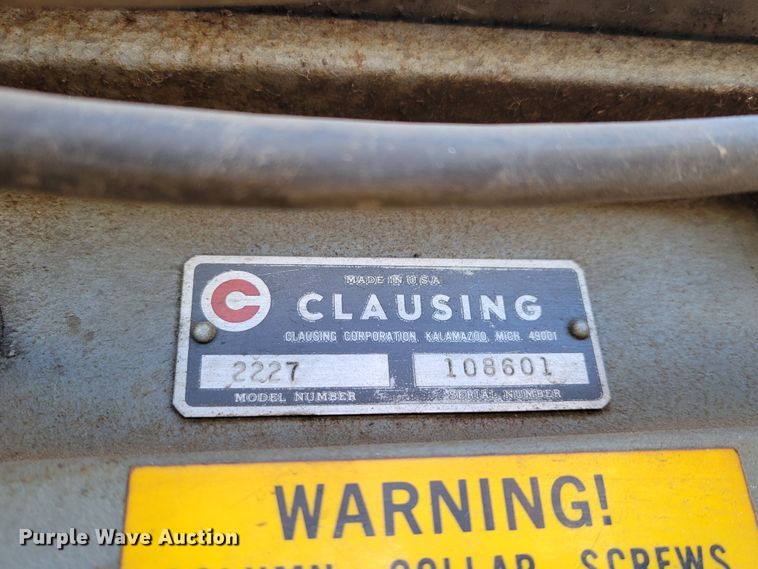 MADE IN U.S.A.
C CLAUSING
CLAUSING CORPORATION, KALAMAZOO, MICH. 49001
2227 108601
MODEL NUMBER SERIAL NUMBER
WARNING!
COLUMN COLLAR SCREWS
Purple Wave Auction